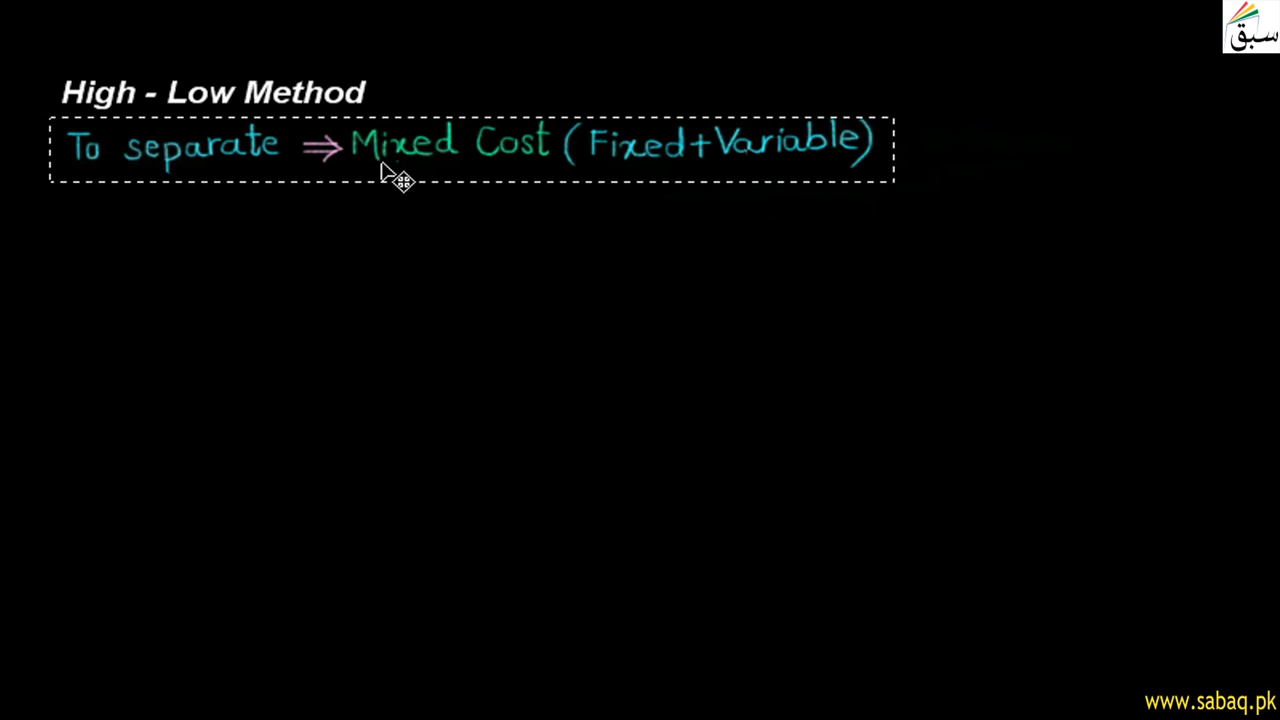 سبق
High - Low Method
To separate ⇒ Mixed Cost (Fixed+Variable)
www.sabaq.pk